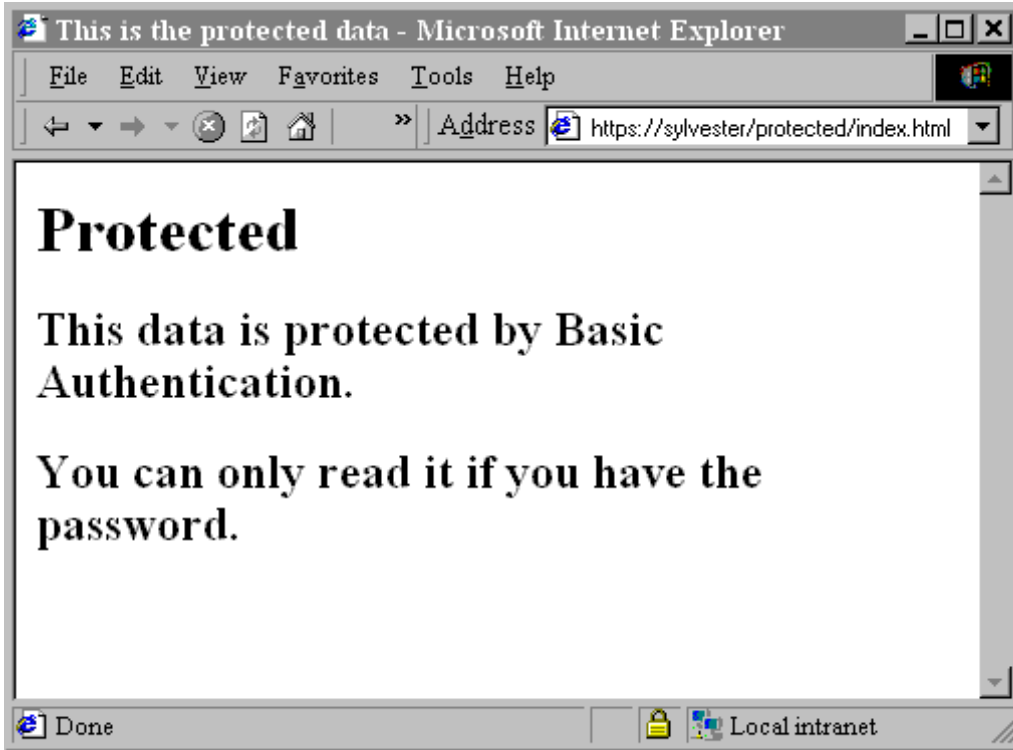 This is the protected data - Microsoft Internet Explorer
File Edit View Favorites Tools Help
» Address https://sylvester/protected/index.html
Protected
This data is protected by Basic
Authentication.
You can only read it if you have the
password.
Done Local intranet